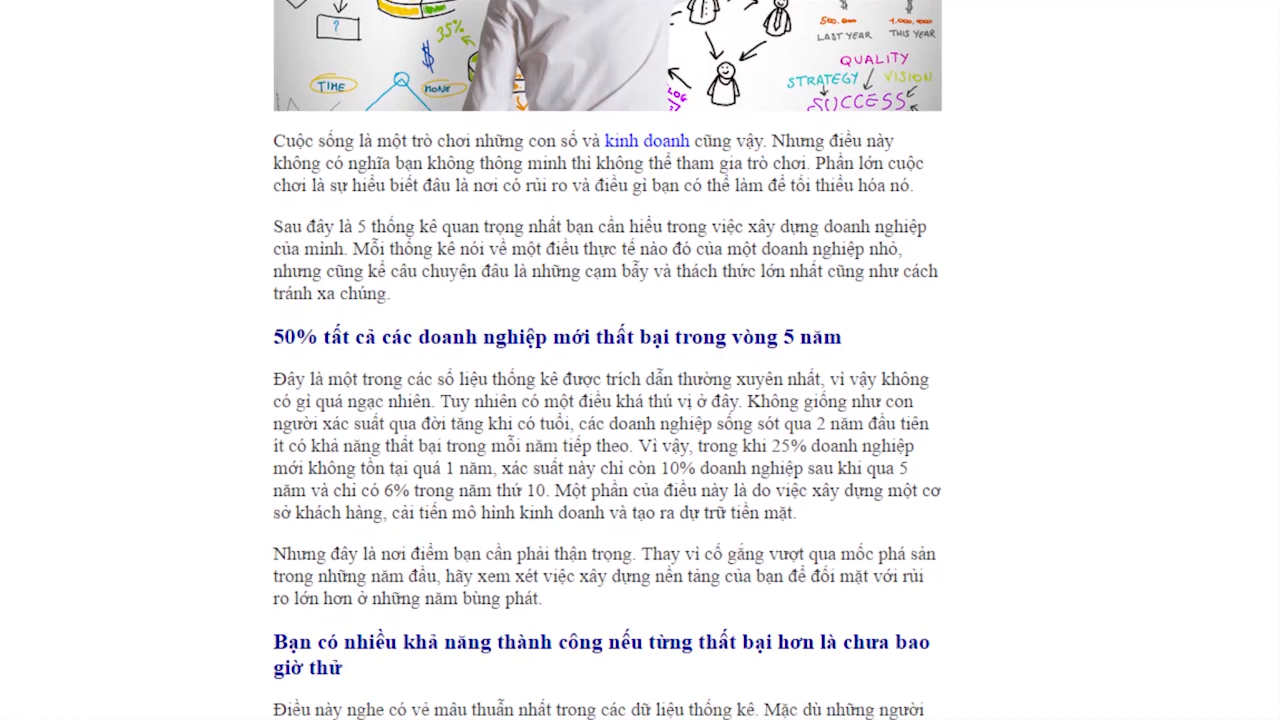 ?
35%
$
500.000
1.000.000
LAST YEAR
THIS YEAR
QUALITY
STRATEGY
VISION
TIME
SUCCESS
Cuộc sống là một trò chơi những con số và kinh doanh cũng vậy. Nhưng điều này
không có nghĩa bạn không thông minh thì không thể tham gia trò chơi. Phần lớn cuộc
chơi là sự hiểu biết đâu là nơi có rủi ro và điều gì bạn có thể làm để tối thiểu hóa nó.
Sau đây là 5 thống kê quan trọng nhất bạn cần hiểu trong việc xây dựng doanh nghiệp
của mình. Mỗi thống kê nói về một điều thực tế nào đó của một doanh nghiệp nhỏ,
nhưng cũng kể câu chuyện đâu là những cạm bẫy và thách thức lớn nhất cũng như cách
tránh xa chúng.
50% tất cả các doanh nghiệp mới thất bại trong vòng 5 năm
Đây là một trong các số liệu thống kê được trích dẫn thường xuyên nhất, vì vậy không
có gì quá ngạc nhiên. Tuy nhiên có một điều khá thú vị ở đây. Không giống như con
người xác suất qua đời tăng khi có tuổi, các doanh nghiệp sống sót qua 2 năm đầu tiên
ít có khả năng thất bại trong mỗi năm tiếp theo. Vì vậy, trong khi 25% doanh nghiệp
mới không tồn tại quá 1 năm, xác suất này chỉ còn 10% doanh nghiệp sau khi qua 5
năm và chỉ có 6% trong năm thứ 10. Một phần của điều này là do việc xây dựng một cơ
sở khách hàng, cải tiến mô hình kinh doanh và tạo ra dự trữ tiền mặt.
Nhưng đây là nơi điểm bạn cần phải thận trọng. Thay vì cố gắng vượt qua mốc phá sản
trong những năm đầu, hãy xem xét việc xây dựng nền tảng của bạn để đối mặt với rủi
ro lớn hơn ở những năm bùng phát.
Bạn có nhiều khả năng thành công nếu từng thất bại hơn là chưa bao
giờ thử
Điều này nghe có vẻ mâu thuẫn nhất trong các dữ liệu thống kê. Mặc dù những người